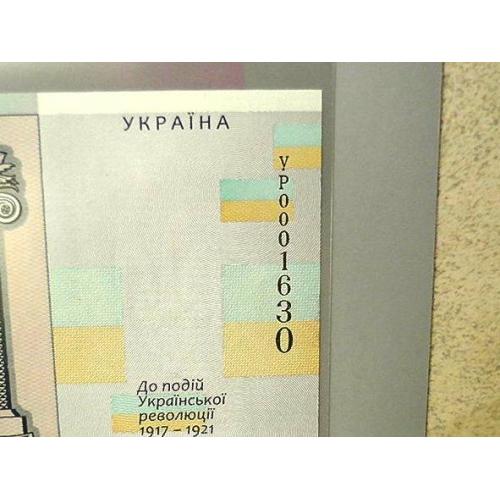 УКРАЇНА
УР0001630
До подій
Української
революції
1917 – 1921